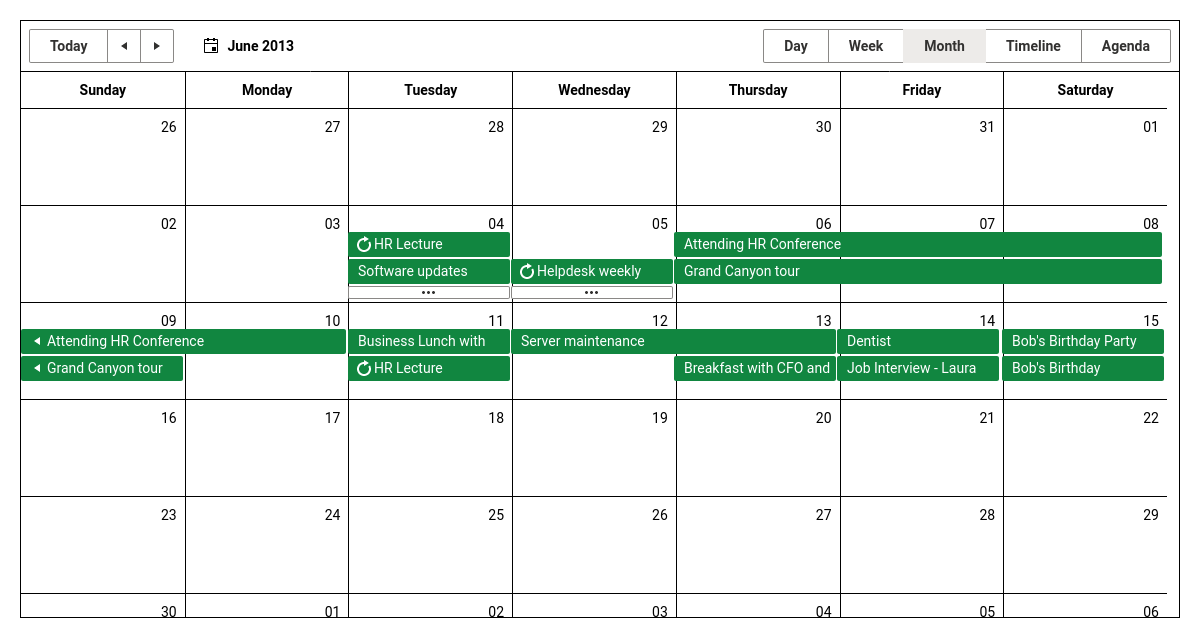 Today June 2013 Day Week Month Timeline Agenda
Sunday Monday Tuesday Wednesday Thursday Friday Saturday
26 27 28 29 30 31 01
02 03 04 05 06 07 08
HR Lecture Attending HR Conference
Software updates Helpdesk weekly Grand Canyon tour
••• •••
09 10 11 12 13 14 15
Attending HR Conference Business Lunch with Server maintenance Dentist Bob's Birthday Party
Grand Canyon tour HR Lecture Breakfast with CFO and Job Interview - Laura Bob's Birthday
16 17 18 19 20 21 22
23 24 25 26 27 28 29
30 01 02 03 04 05 06